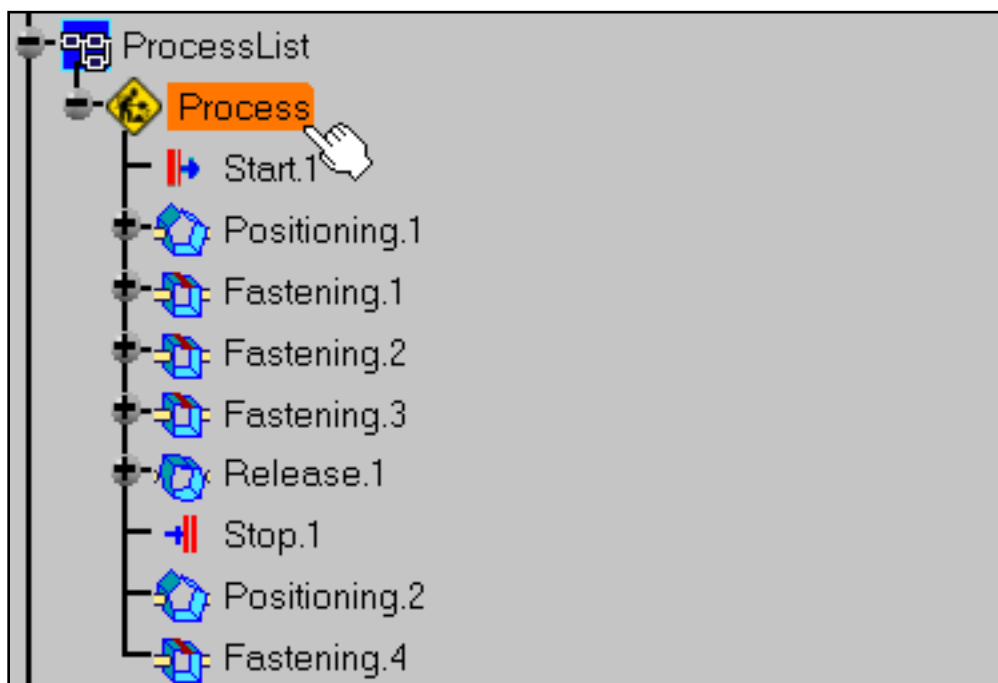 ProcessList
Process
Start.1
Positioning.1
Fastening.1
Fastening.2
Fastening.3
Release.1
Stop.1
Positioning.2
Fastening.4